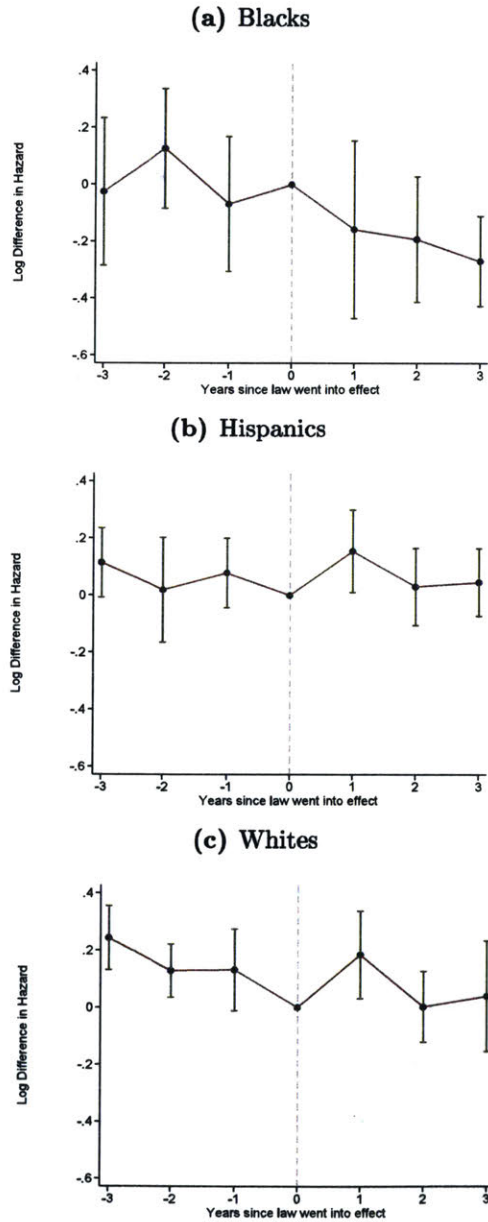 (a) Blacks
.4
.2
0
-.2
-.4
-.6
Log Difference in Hazard
-3 -2 -1 0 1 2 3
Years since law went into effect
(b) Hispanics
.4
.2
0
-.2
-.4
-.6
Log Difference in Hazard
-3 -2 -1 0 1 2 3
Years since law went into effect
(c) Whites
.4
.2
0
-.2
-.4
-.6
Log Difference in Hazard
-3 -2 -1 0 1 2 3
Years since law went into effect